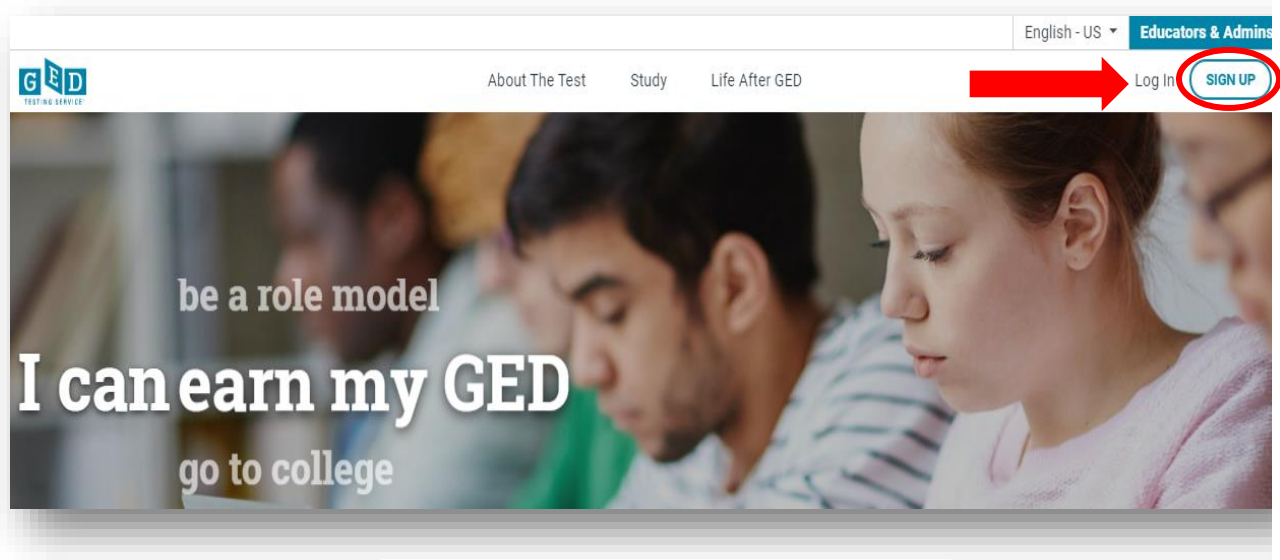 English - US Educators & Admins
GED
TESTING SERVICE
About The Test Study Life After GED Log In SIGN UP
be a role model
I can earn my GED
go to college